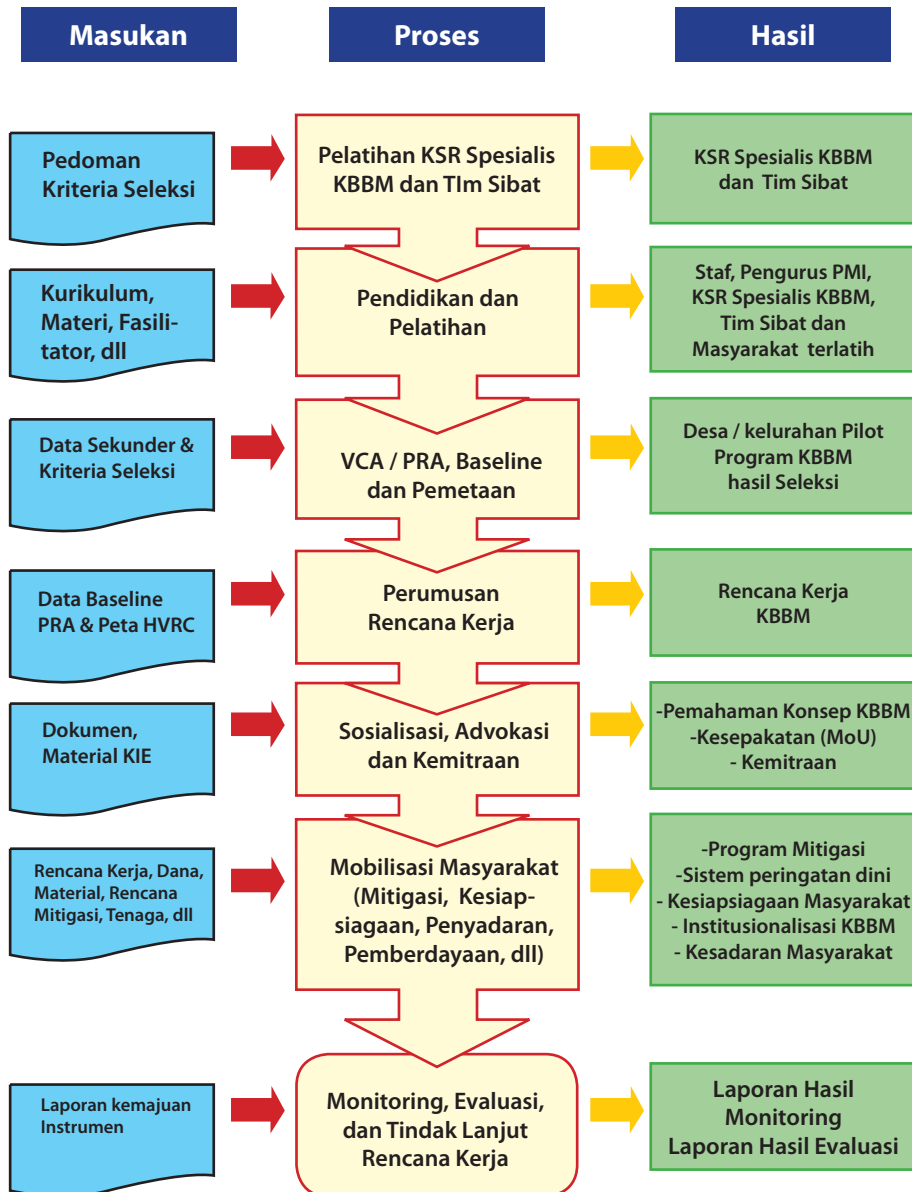 Masukan
Proses
Hasil
Pedoman
Kriteria Seleksi
Pelatihan KSR Spesialis
KBBM dan TIm Sibat
KSR Spesialis KBBM
dan Tim Sibat
Kurikulum,
Materi, Fasili-
tator, dll
Pendidikan dan
Pelatihan
Staf, Pengurus PMI,
KSR Spesialis KBBM,
Tim Sibat dan
Masyarakat terlatih
Data Sekunder &
Kriteria Seleksi
VCA / PRA, Baseline
dan Pemetaan
Desa / kelurahan Pilot
Program KBBM
hasil Seleksi
Data Baseline
PRA & Peta HVRC
Perumusan
Rencana Kerja
Rencana Kerja
KBBM
Dokumen,
Material KIE
Sosialisasi, Advokasi
dan Kemitraan
-Pemahaman Konsep KBBM
-Kesepakatan (MoU)
- Kemitraan
Rencana Kerja, Dana,
Material, Rencana
Mitigasi, Tenaga, dll
Mobilisasi Masyarakat
(Mitigasi, Kesiap-
siagaan, Penyadaran,
Pemberdayaan, dll)
-Program Mitigasi
-Sistem peringatan dini
- Kesiapsiagaan Masyarakat
- Institusionalisasi KBBM
- Kesadaran Masyarakat
Laporan kemajuan
Instrumen
Monitoring, Evaluasi,
dan Tindak Lanjut
Rencana Kerja
Laporan Hasil
Monitoring
Laporan Hasil Evaluasi